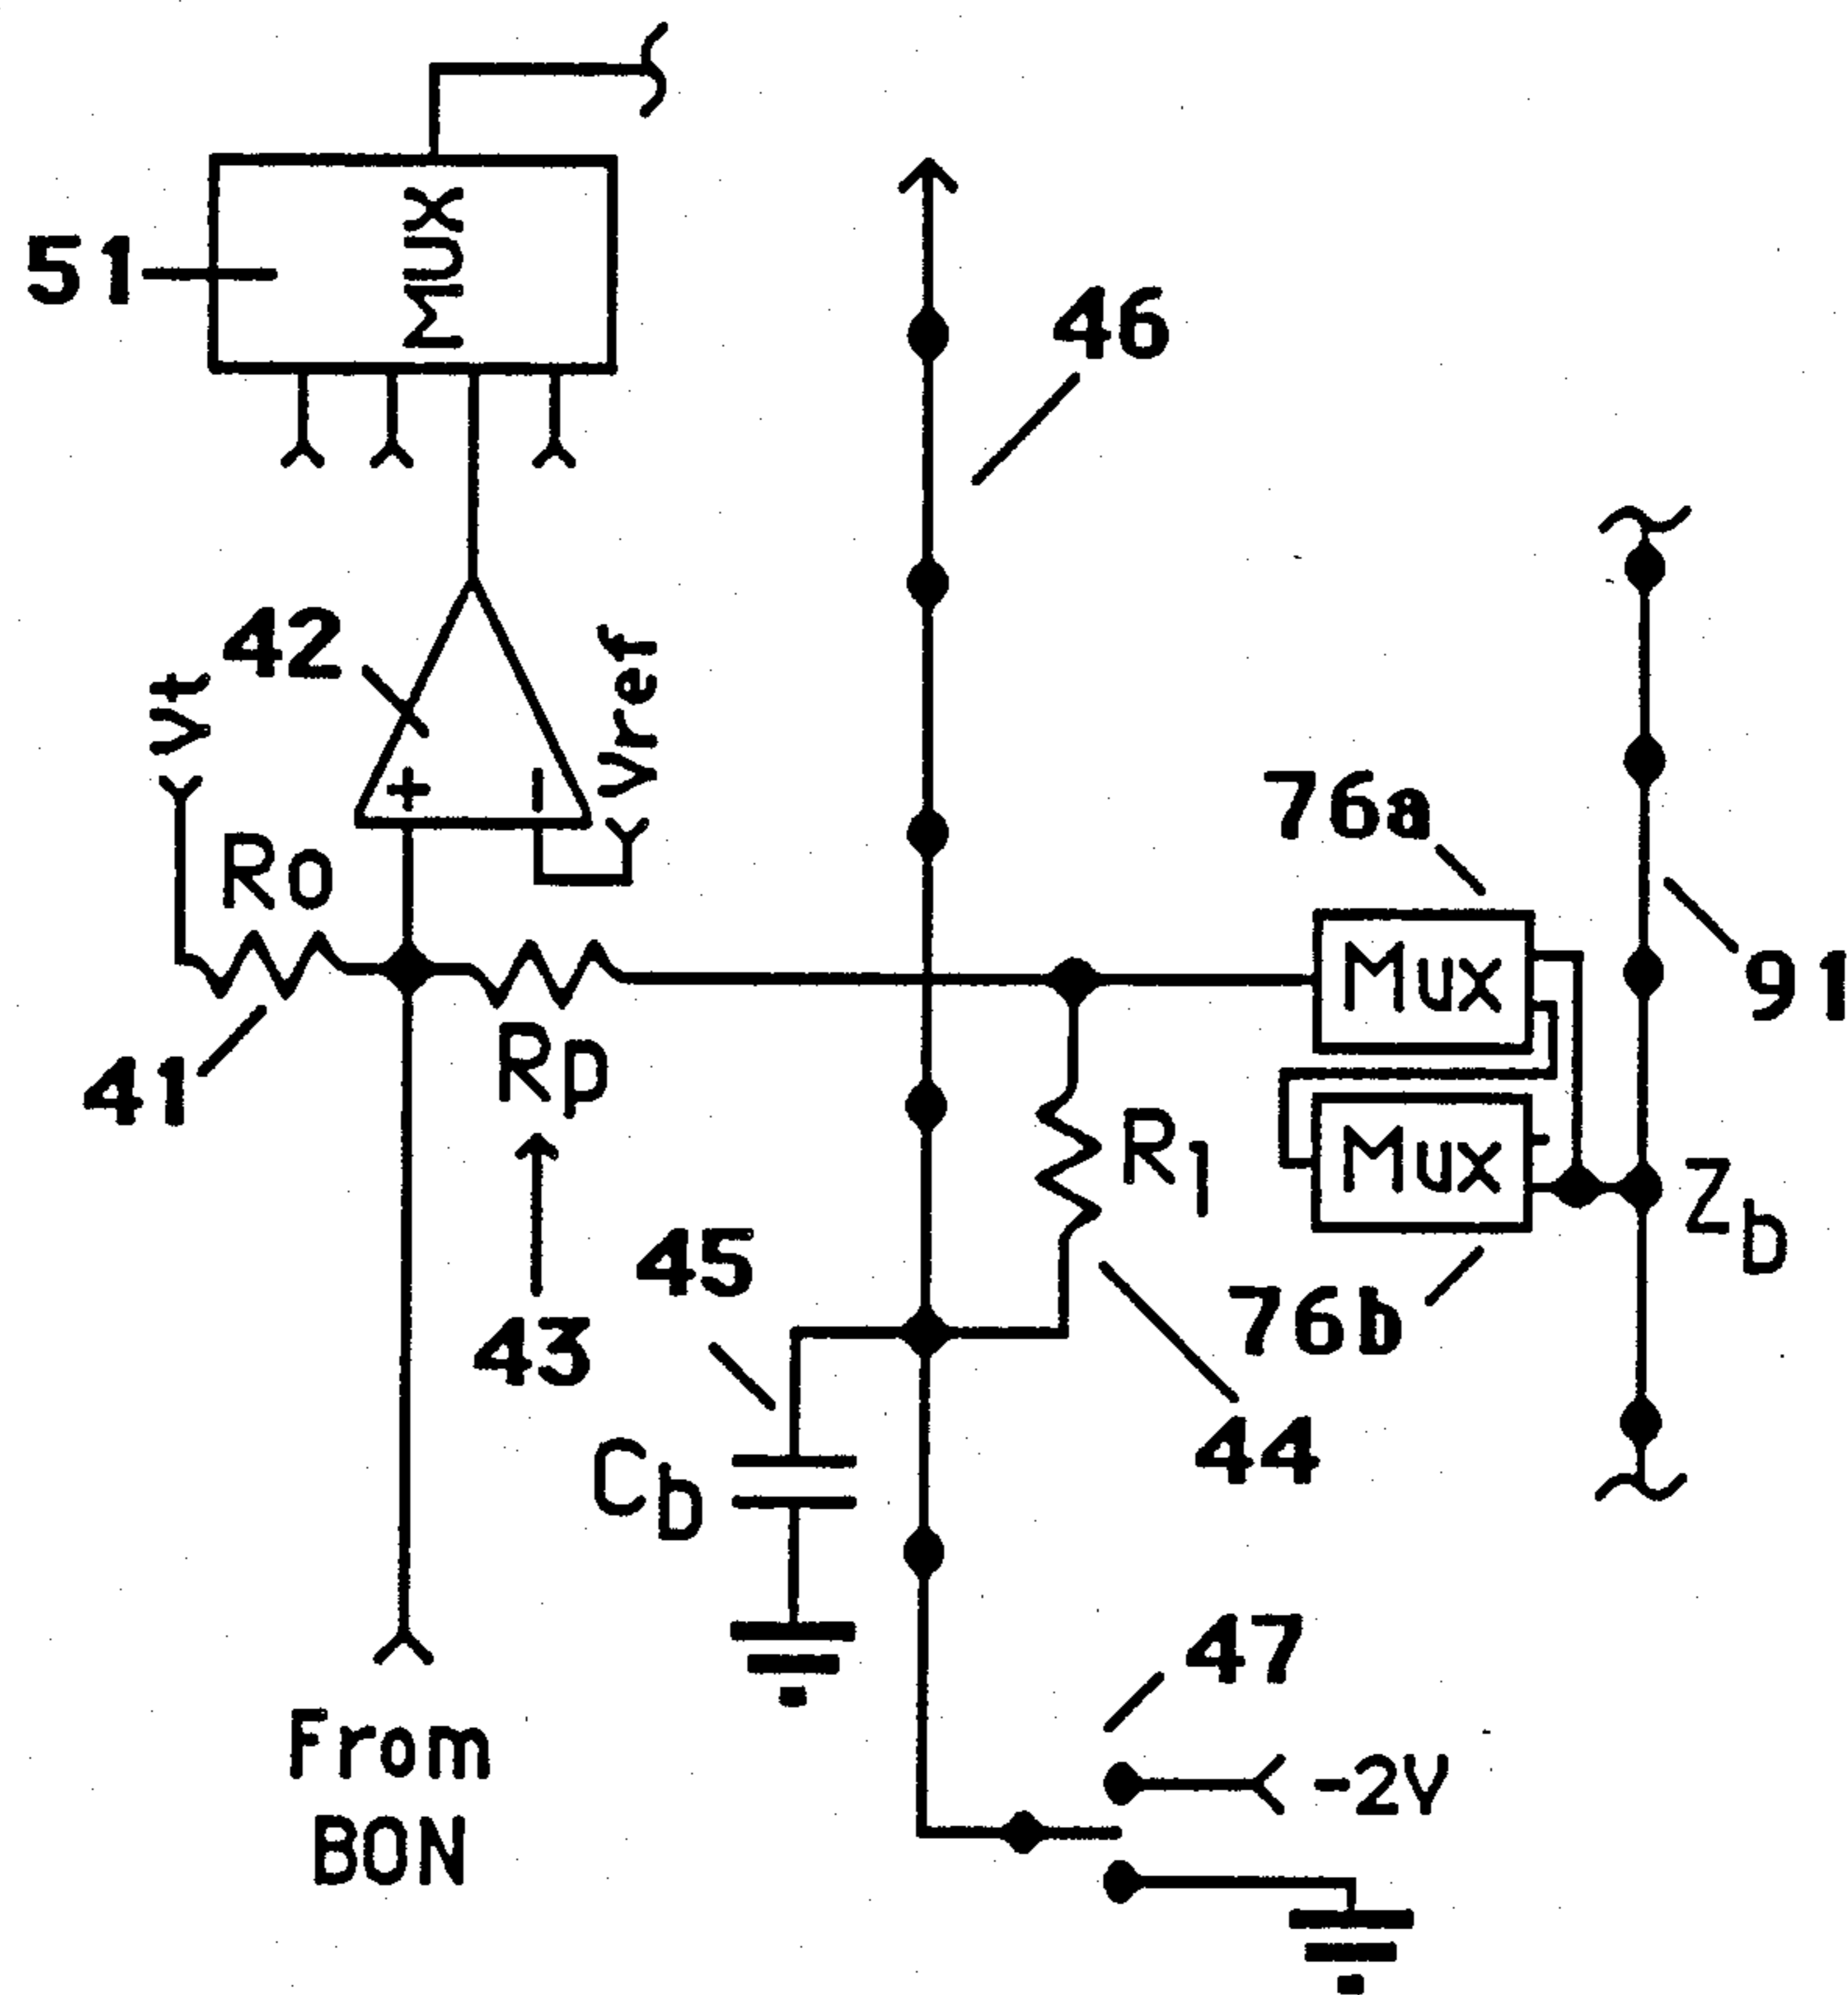 MUX
51
46
42
Vt
Vref
+
−
Ro
76a
Mux
91
41
Rp
R1
Mux
Zb
45
43
76b
Cb
44
47
-2V
From
BON